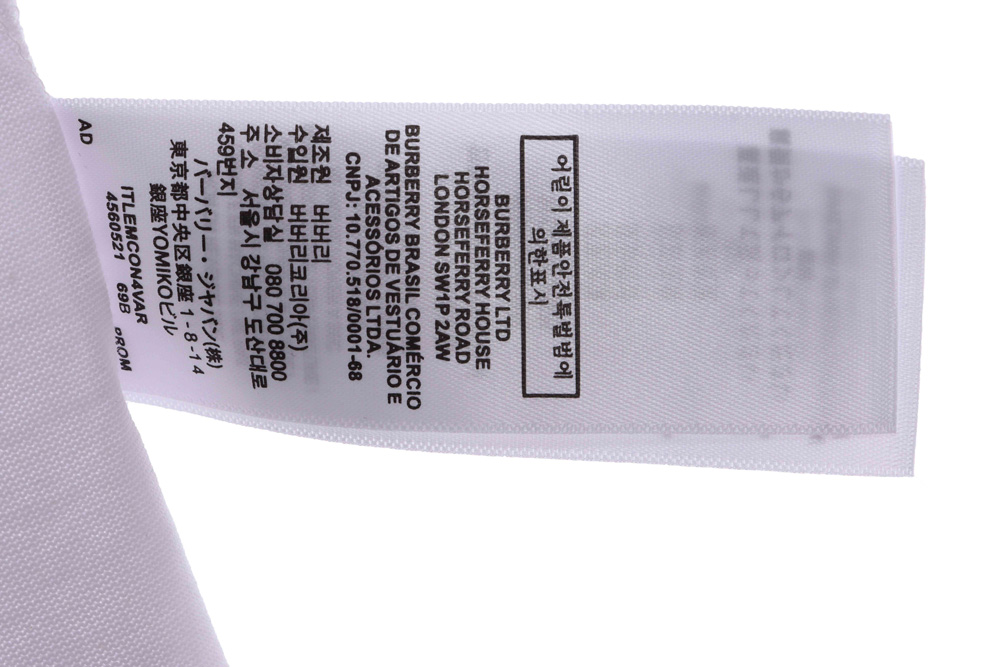 어린이제품안전특별법에
의한표시
BURBERRY LTD
HORSEFERRY HOUSE
HORSEFERRY ROAD
LONDON SW1P 2AW
BURBERRY BRASIL COMÉRCIO
DE ARTIGOS DE VESTUÁRIO E
ACESSÓRIOS LTDA.
CNPJ: 10.770.518/0001-68
제조원 버버리
수입원 버버리코리아(주)
소비자상담실 080 700 8800
주소 서울시 강남구 도산대로
459번지
バーバリー・ジャパン(株)
東京都中央区銀座1-8-14
銀座YOMIKOビル
ITLEMCON4VAR
4560521 69B
AD